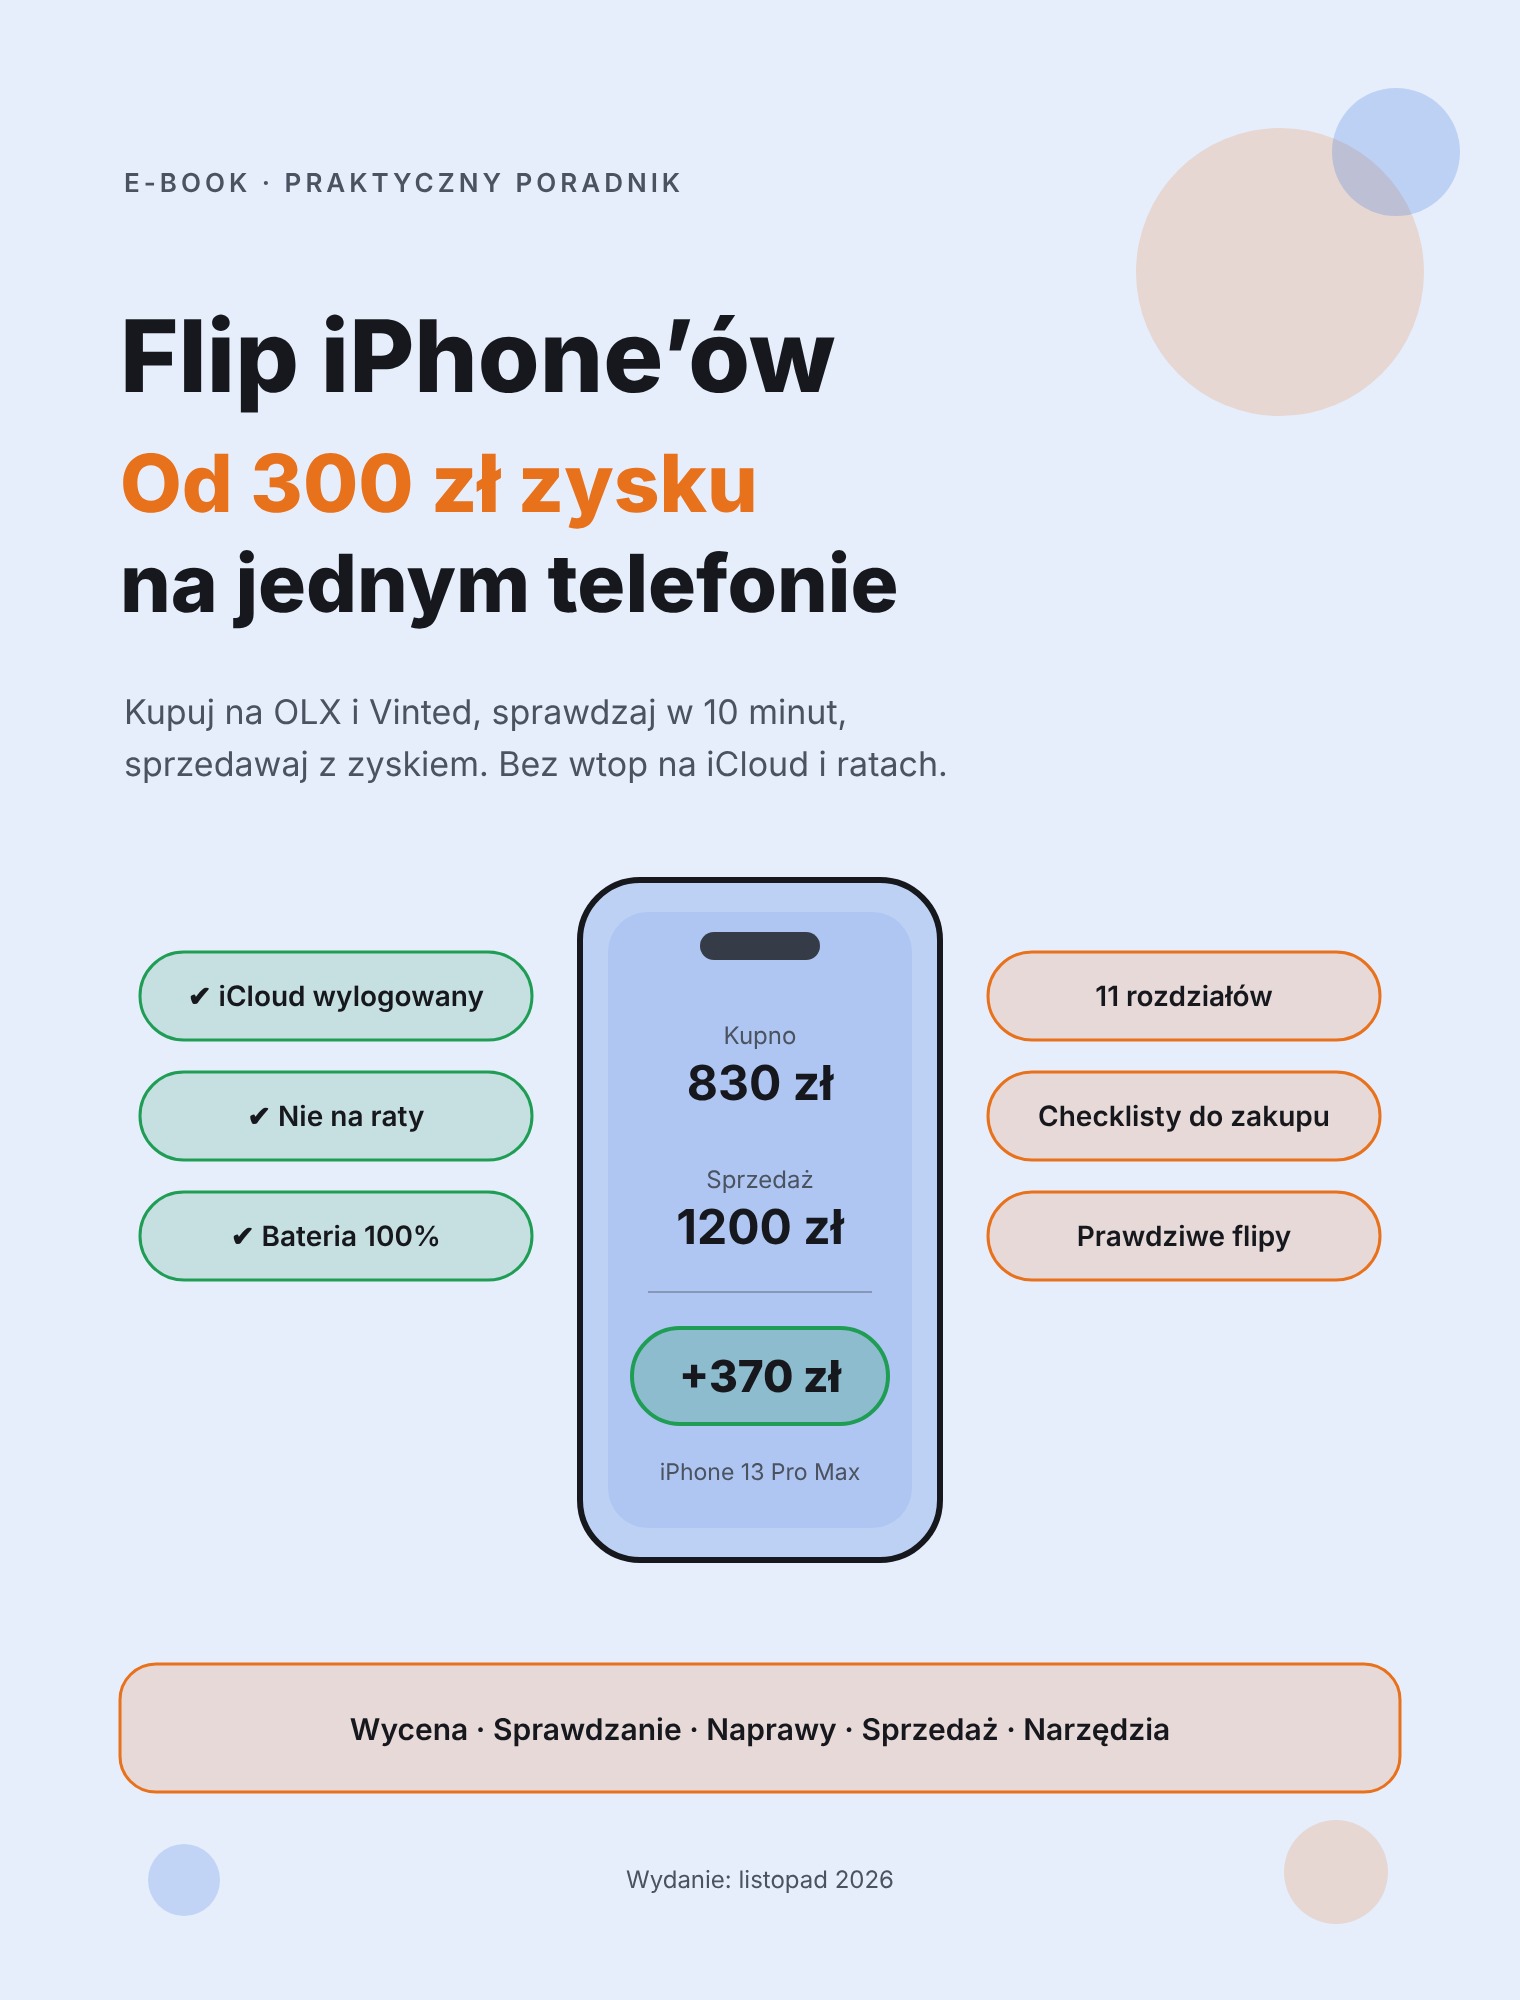 E-BOOK · PRAKTYCZNY PORADNIK
Flip iPhone’ów
Od 300 zł zysku
na jednym telefonie
Kupuj na OLX i Vinted, sprawdzaj w 10 minut,
sprzedawaj z zyskiem. Bez wtop na iCloud i ratach.
✔ iCloud wylogowany
✔ Nie na raty
✔ Bateria 100%
Kupno
830 zł
Sprzedaż
1200 zł
+370 zł
iPhone 13 Pro Max
11 rozdziałów
Checklisty do zakupu
Prawdziwe flipy
Wycena · Sprawdzanie · Naprawy · Sprzedaż · Narzędzia
Wydanie: listopad 2026